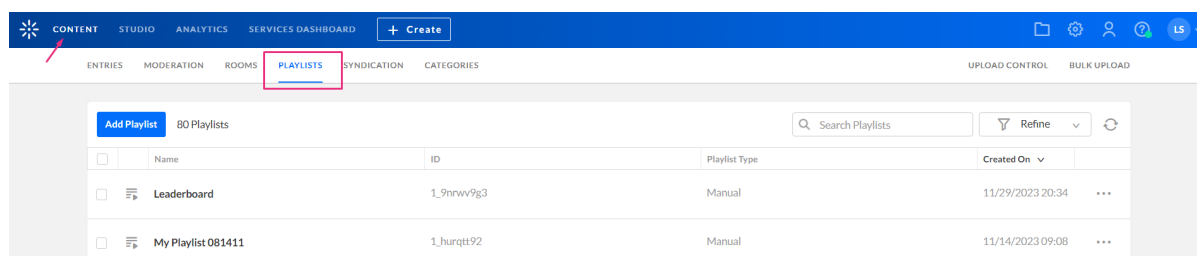 CONTENT STUDIO ANALYTICS SERVICES DASHBOARD + Create LS
ENTRIES MODERATION ROOMS PLAYLISTS SYNDICATION CATEGORIES UPLOAD CONTROL BULK UPLOAD
Add Playlist 80 Playlists Search Playlists Refine
Name ID Playlist Type Created On
Leaderboard 1_9nrwv9g3 Manual 11/29/2023 20:34
My Playlist 081411 1_hurqtt92 Manual 11/14/2023 09:08